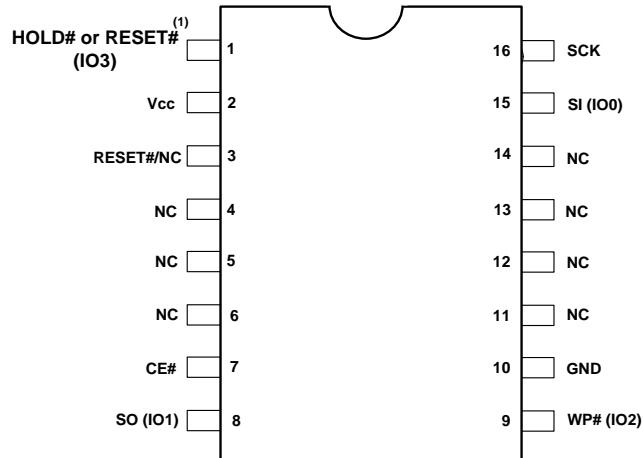 HOLD# or RESET# (1)
(IO3)
1
16
SCK
Vcc
2
15
SI (IO0)
RESET#/NC
3
14
NC
NC
4
13
NC
NC
5
12
NC
NC
6
11
NC
CE#
7
10
GND
SO (IO1)
8
9
WP# (IO2)